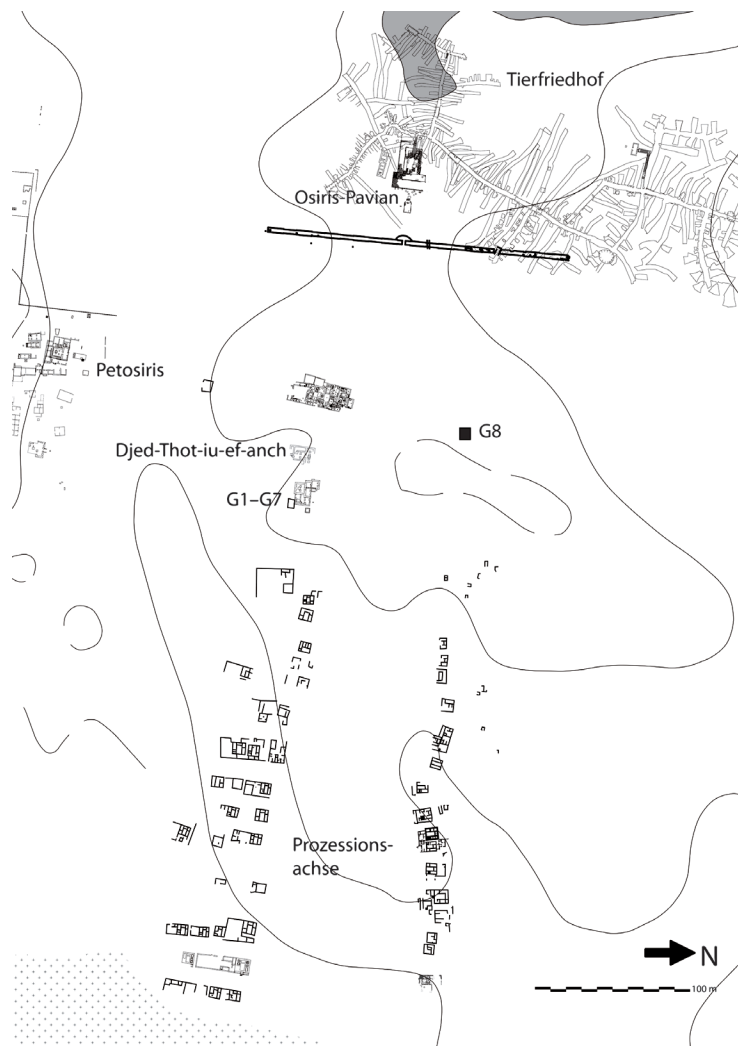 Tierfriedhof
Osiris-Pavian
Petosiris
G8
Djed-Thot-iu-ef-anch
G1–G7
Prozessions-
achse
N
100 m